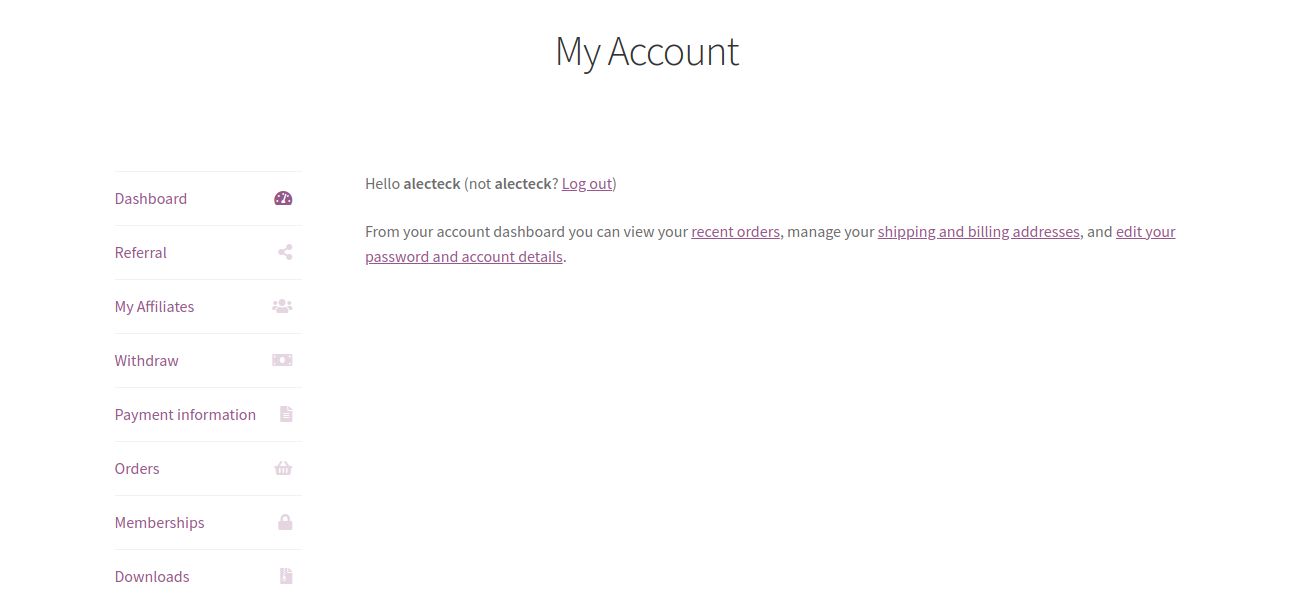 My Account
Dashboard
Referral
My Affiliates
Withdraw
Payment information
Orders
Memberships
Downloads
Hello alecteck (not alecteck? Log out)
From your account dashboard you can view your recent orders, manage your shipping and billing addresses, and edit your
password and account details.